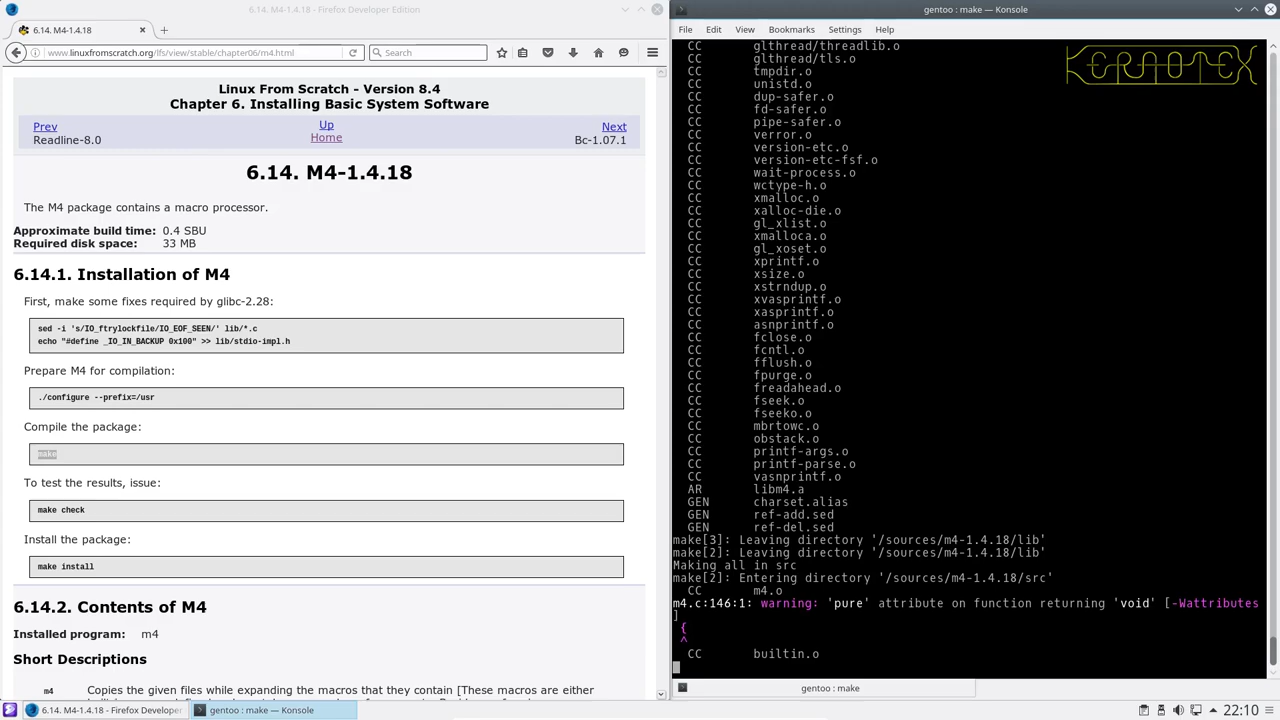 6.14. M4-1.4.18 - Firefox Developer Edition
6.14. M4-1.4.18
www.linuxfromscratch.org/lfs/view/stable/chapter06/m4.html
Search
Linux From Scratch - Version 8.4
Chapter 6. Installing Basic System Software
Prev
Up
Next
Readline-8.0
Home
Bc-1.07.1
6.14. M4-1.4.18
The M4 package contains a macro processor.
Approximate build time: 0.4 SBU
Required disk space: 33 MB
6.14.1. Installation of M4
First, make some fixes required by glibc-2.28:
sed -i 's/IO_ftrylockfile/IO_EOF_SEEN/' lib/*.c
echo "#define _IO_IN_BACKUP 0x100" >> lib/stdio-impl.h
Prepare M4 for compilation:
./configure --prefix=/usr
Compile the package:
make
To test the results, issue:
make check
Install the package:
make install
6.14.2. Contents of M4
Installed program: m4
Short Descriptions
m4 Copies the given files while expanding the macros that they contain [These macros are either
gentoo : make — Konsole
File Edit View Bookmarks Settings Help
KERNOTEX
CC glthread/threadlib.o
CC glthread/tls.o
CC tmpdir.o
CC unistd.o
CC dup-safer.o
CC fd-safer.o
CC pipe-safer.o
CC verror.o
CC version-etc.o
CC version-etc-fsf.o
CC wait-process.o
CC wctype-h.o
CC xmalloc.o
CC xalloc-die.o
CC gl_xlist.o
CC xmalloca.o
CC gl_xoset.o
CC xprintf.o
CC xsize.o
CC xstrndup.o
CC xvasprintf.o
CC xasprintf.o
CC asnprintf.o
CC fclose.o
CC fcntl.o
CC fflush.o
CC fpurge.o
CC freadahead.o
CC fseek.o
CC fseeko.o
CC mbrtowc.o
CC obstack.o
CC printf-args.o
CC printf-parse.o
CC vasnprintf.o
AR libm4.a
GEN charset.alias
GEN ref-add.sed
GEN ref-del.sed
make[3]: Leaving directory '/sources/m4-1.4.18/lib'
make[2]: Leaving directory '/sources/m4-1.4.18/lib'
Making all in src
make[2]: Entering directory '/sources/m4-1.4.18/src'
CC m4.o
m4.c:146:1: warning: 'pure' attribute on function returning 'void' [-Wattributes
]
{
^
CC builtin.o
gentoo : make
6.14. M4-1.4.18 - Firefox Developer
gentoo : make — Konsole
22:10